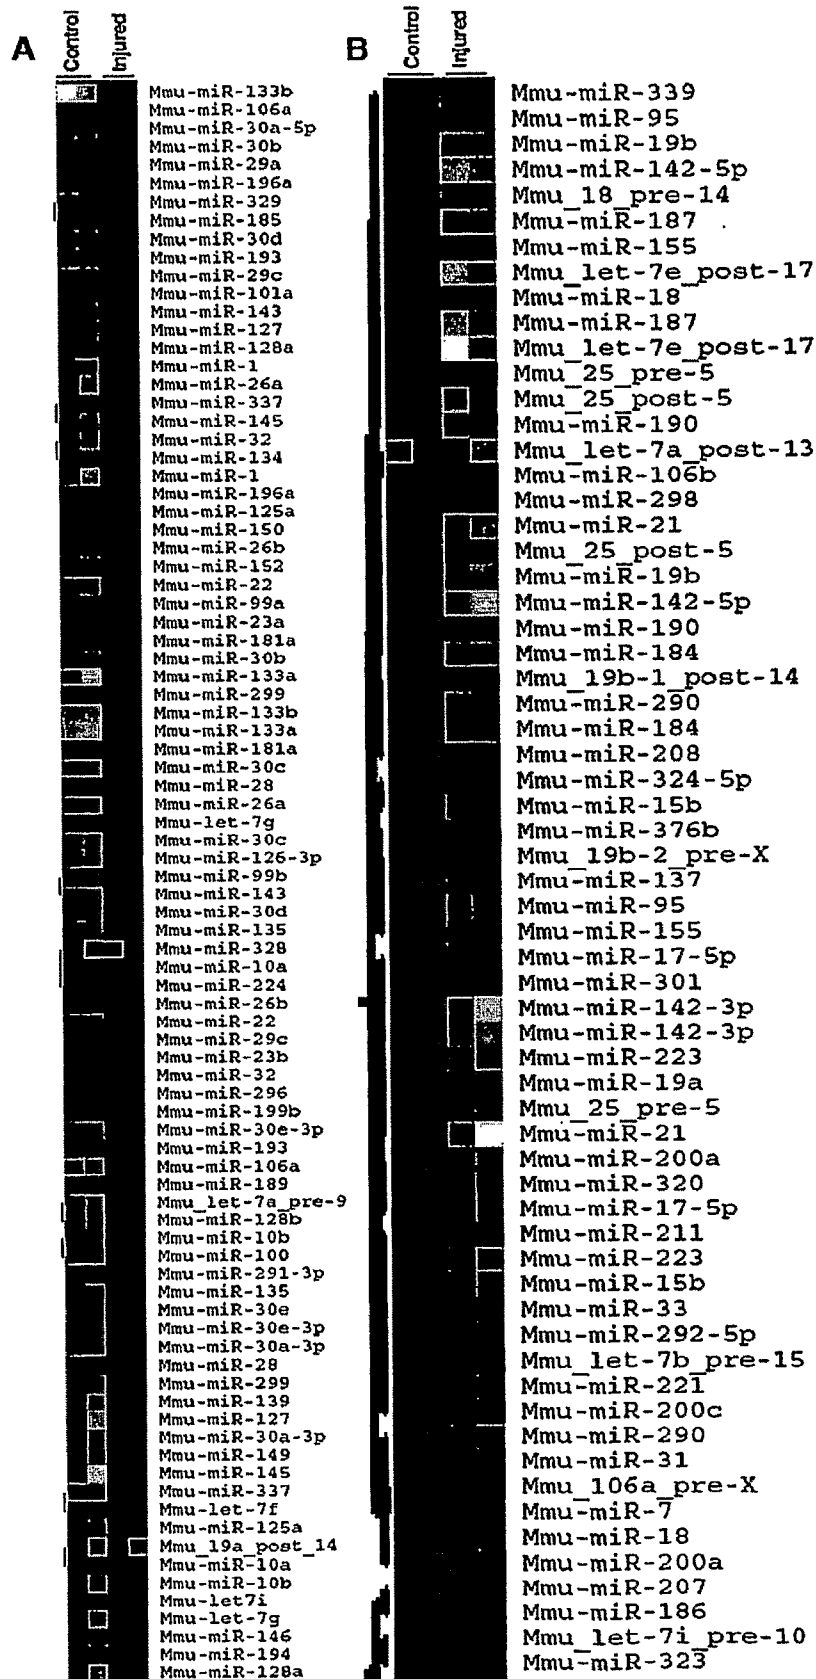 A
Control
Injured
Mmu-miR-133b
Mmu-miR-106a
Mmu-miR-30a-5p
Mmu-miR-30b
Mmu-miR-29a
Mmu-miR-196a
Mmu-miR-329
Mmu-miR-185
Mmu-miR-30d
Mmu-miR-193
Mmu-miR-29c
Mmu-miR-101a
Mmu-miR-143
Mmu-miR-127
Mmu-miR-128a
Mmu-miR-1
Mmu-miR-26a
Mmu-miR-337
Mmu-miR-145
Mmu-miR-32
Mmu-miR-134
Mmu-miR-1
Mmu-miR-196a
Mmu-miR-125a
Mmu-miR-150
Mmu-miR-26b
Mmu-miR-152
Mmu-miR-22
Mmu-miR-99a
Mmu-miR-23a
Mmu-miR-181a
Mmu-miR-30b
Mmu-miR-133a
Mmu-miR-299
Mmu-miR-133b
Mmu-miR-133a
Mmu-miR-181a
Mmu-miR-30c
Mmu-miR-28
Mmu-miR-26a
Mmu-let-7g
Mmu-miR-30c
Mmu-miR-126-3p
Mmu-miR-99b
Mmu-miR-143
Mmu-miR-30d
Mmu-miR-135
Mmu-miR-328
Mmu-miR-10a
Mmu-miR-224
Mmu-miR-26b
Mmu-miR-22
Mmu-miR-29c
Mmu-miR-23b
Mmu-miR-32
Mmu-miR-296
Mmu-miR-199b
Mmu-miR-30e-3p
Mmu-miR-193
Mmu-miR-106a
Mmu-miR-189
Mmu_let-7a_pre-9
Mmu-miR-128b
Mmu-miR-10b
Mmu-miR-100
Mmu-miR-291-3p
Mmu-miR-135
Mmu-miR-30e
Mmu-miR-30e-3p
Mmu-miR-30a-3p
Mmu-miR-28
Mmu-miR-299
Mmu-miR-139
Mmu-miR-127
Mmu-miR-30a-3p
Mmu-miR-149
Mmu-miR-145
Mmu-miR-337
Mmu-let-7f
Mmu-miR-125a
Mmu_19a_post_14
Mmu-miR-10a
Mmu-miR-10b
Mmu-let7i
Mmu-let-7g
Mmu-miR-146
Mmu-miR-194
Mmu-miR-128a
B
Control
Injured
Mmu-miR-339
Mmu-miR-95
Mmu-miR-19b
Mmu-miR-142-5p
Mmu_18_pre-14
Mmu-miR-187
Mmu-miR-155
Mmu_let-7e_post-17
Mmu-miR-18
Mmu-miR-187
Mmu_let-7e_post-17
Mmu_25_pre-5
Mmu_25_post-5
Mmu-miR-190
Mmu_let-7a_post-13
Mmu-miR-106b
Mmu-miR-298
Mmu-miR-21
Mmu_25_post-5
Mmu-miR-19b
Mmu-miR-142-5p
Mmu-miR-190
Mmu-miR-184
Mmu_19b-1_post-14
Mmu-miR-290
Mmu-miR-184
Mmu-miR-208
Mmu-miR-324-5p
Mmu-miR-15b
Mmu-miR-376b
Mmu_19b-2_pre-X
Mmu-miR-137
Mmu-miR-95
Mmu-miR-155
Mmu-miR-17-5p
Mmu-miR-301
Mmu-miR-142-3p
Mmu-miR-142-3p
Mmu-miR-223
Mmu-miR-19a
Mmu_25_pre-5
Mmu-miR-21
Mmu-miR-200a
Mmu-miR-320
Mmu-miR-17-5p
Mmu-miR-211
Mmu-miR-223
Mmu-miR-15b
Mmu-miR-33
Mmu-miR-292-5p
Mmu_let-7b_pre-15
Mmu-miR-221
Mmu-miR-200c
Mmu-miR-290
Mmu-miR-31
Mmu_106a_pre-X
Mmu-miR-7
Mmu-miR-18
Mmu-miR-200a
Mmu-miR-207
Mmu-miR-186
Mmu_let-7i_pre-10
Mmu-miR-323